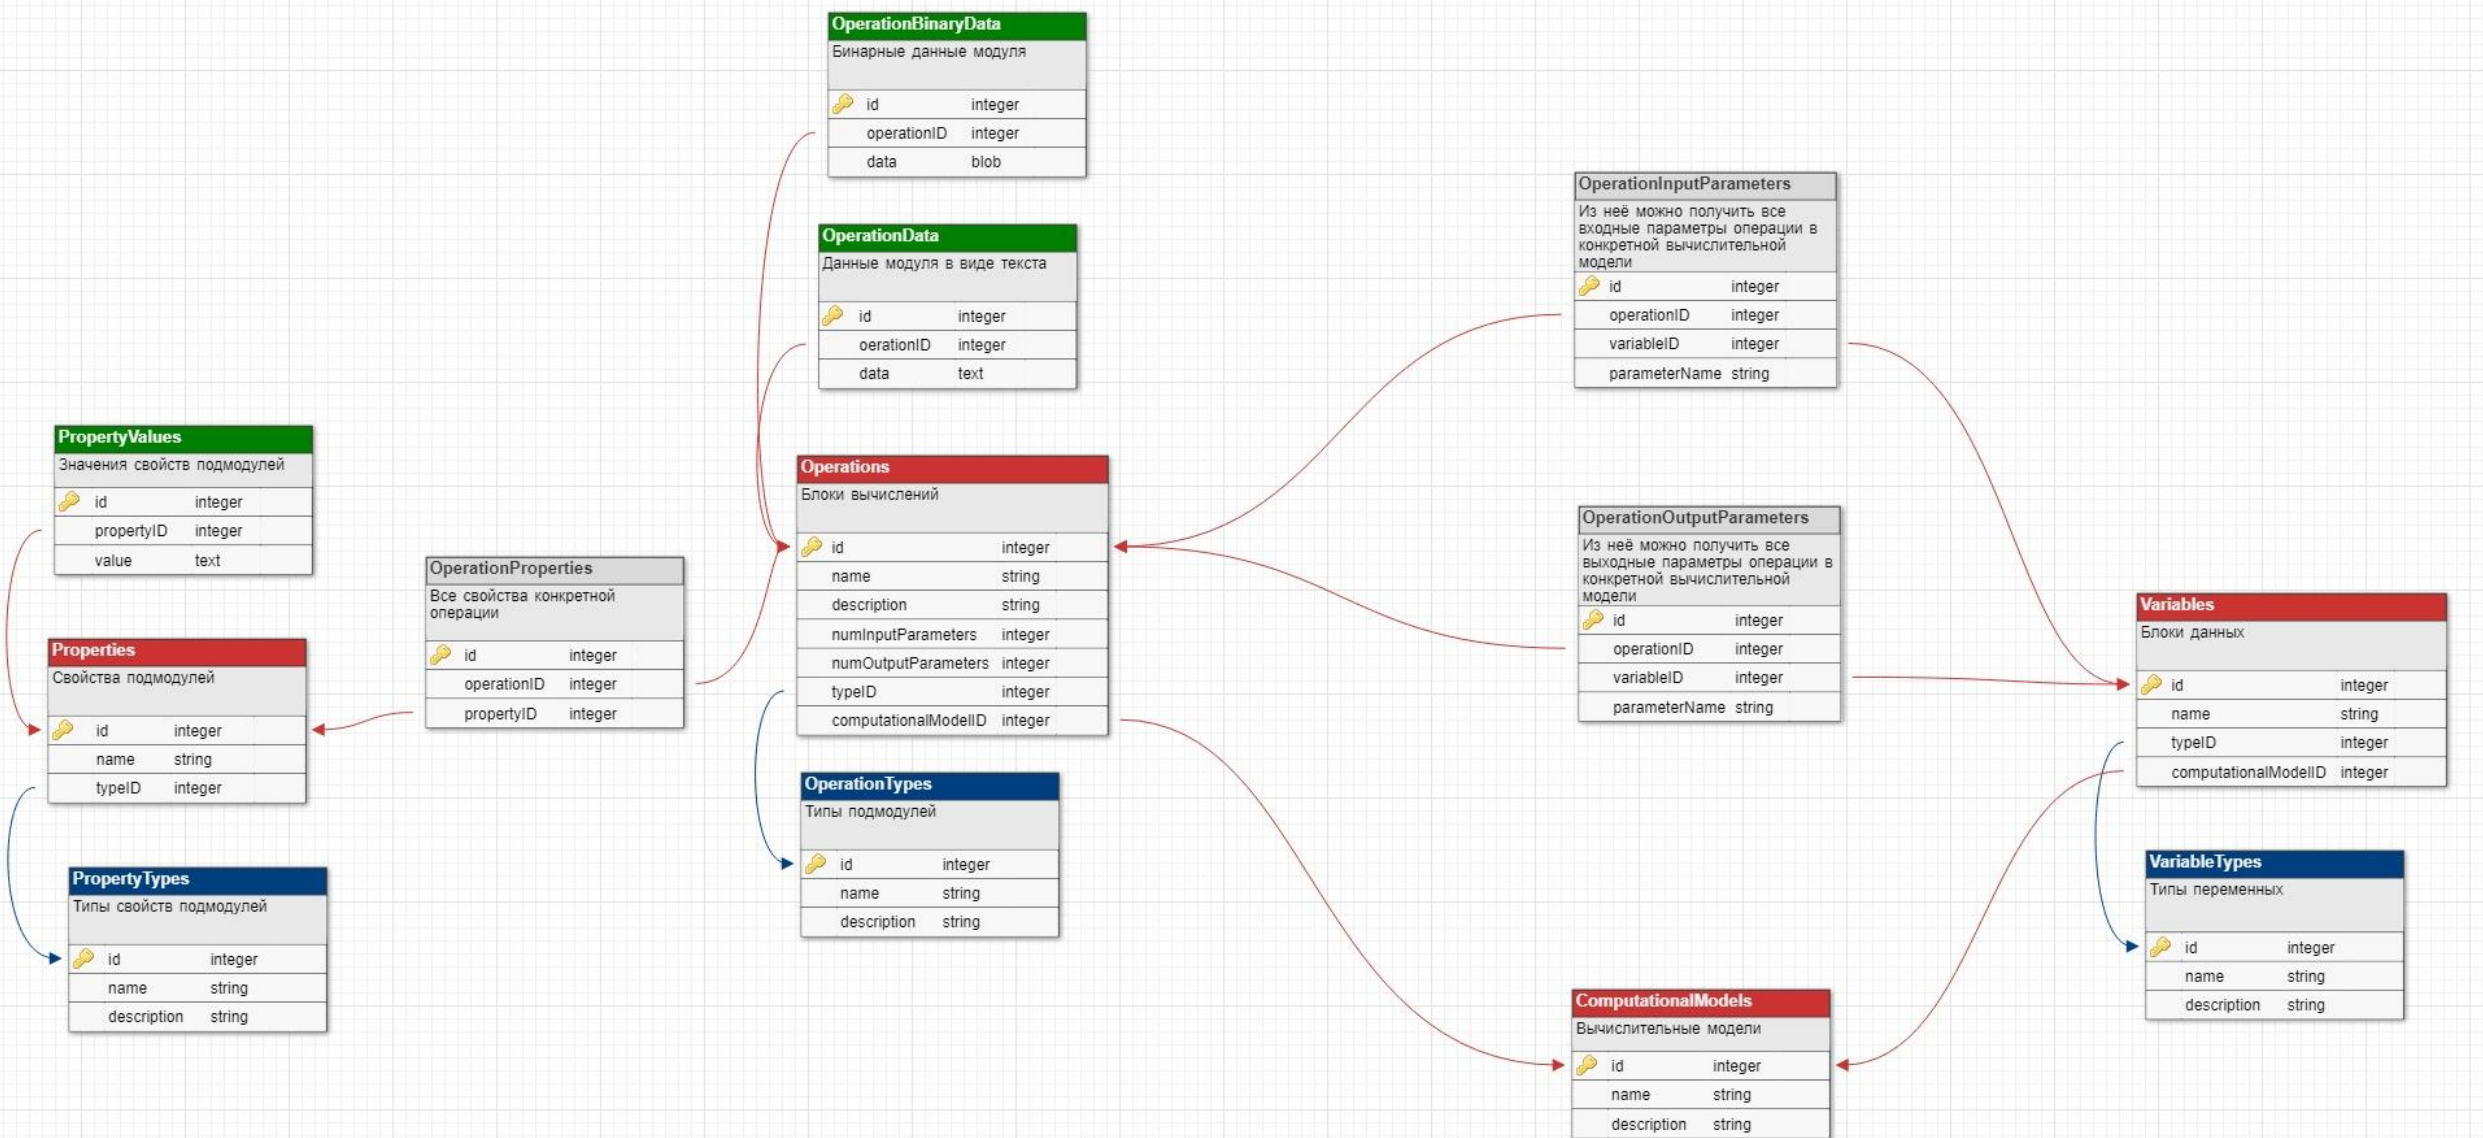 OperationBinaryData
Бинарные данные модуля
id integer
operationID integer
data blob
OperationData
Данные модуля в виде текста
id integer
oerationID integer
data text
PropertyValues
Значения свойств подмодулей
id integer
propertyID integer
value text
Properties
Свойства подмодулей
id integer
name string
typeID integer
PropertyTypes
Типы свойств подмодулей
id integer
name string
description string
OperationProperties
Все свойства конкретной
операции
id integer
operationID integer
propertyID integer
Operations
Блоки вычислений
id integer
name string
description string
numInputParameters integer
numOutputParameters integer
typeID integer
computationalModelID integer
OperationTypes
Типы подмодулей
id integer
name string
description string
OperationInputParameters
Из неё можно получить все
входные параметры операции в
конкретной вычислительной
модели
id integer
operationID integer
variableID integer
parameterName string
OperationOutputParameters
Из неё можно получить все
выходные параметры операции в
конкретной вычислительной
модели
id integer
operationID integer
variableID integer
parameterName string
Variables
Блоки данных
id integer
name string
typeID integer
computationalModelID integer
VariableTypes
Типы переменных
id integer
name string
description string
ComputationalModels
Вычислительные модели
id integer
name string
description string